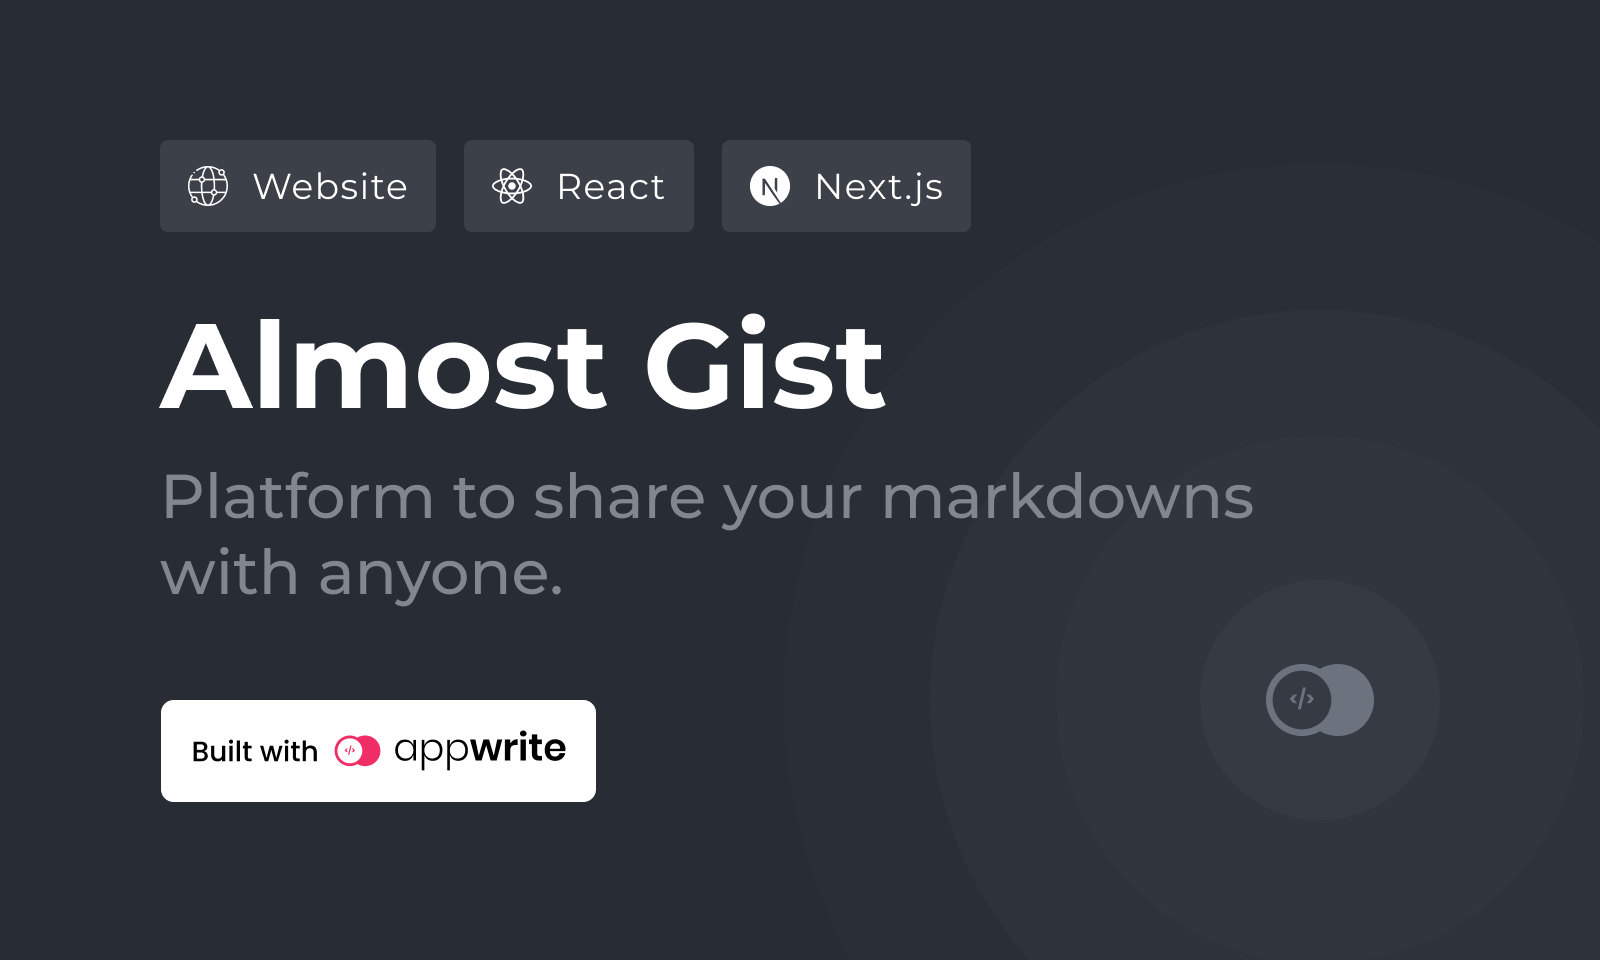 Website
React
Next.js
Almost Gist
Platform to share your markdowns
with anyone.
Built with appwrite